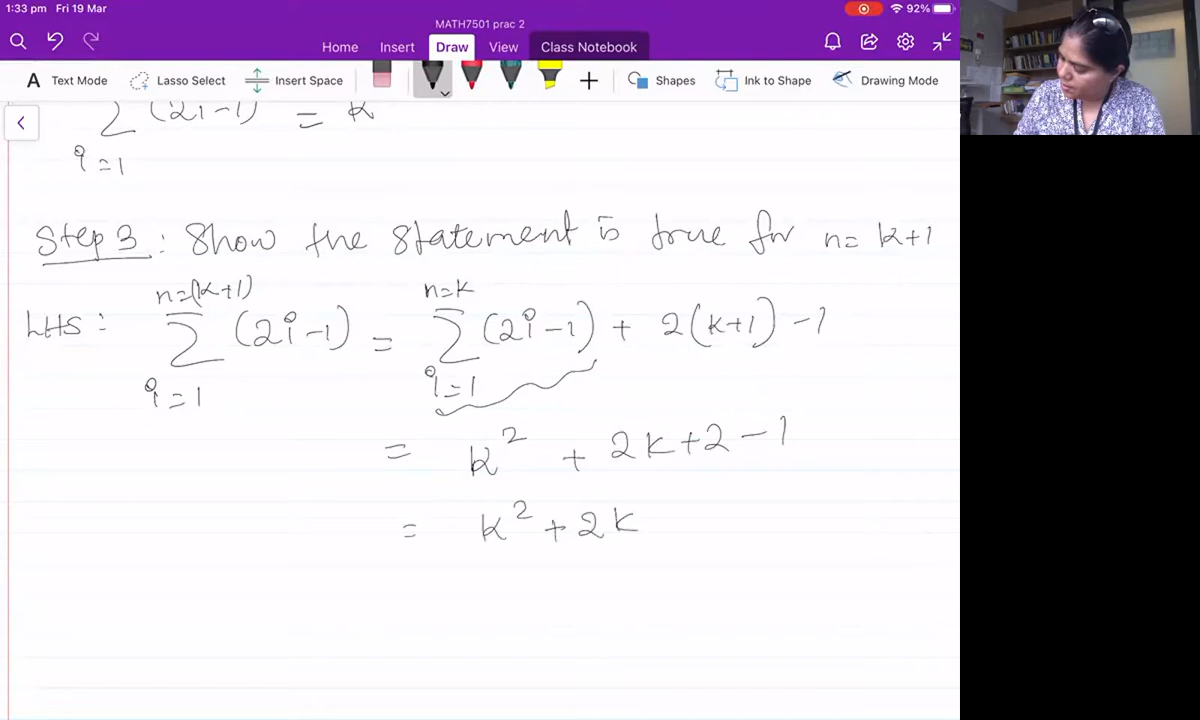 1:33 pm Fri 19 Mar
92%
MATH7501 prac 2
Home Insert Draw View Class Notebook
A Text Mode Lasso Select Insert Space Shapes Ink to Shape Drawing Mode
∑ (2i-1) = k
i=1
Step 3: Show the statement is true for n= k+1
n=(k+1) n=k
LHS: ∑ (2i-1) = ∑ (2i-1) + 2(k+1) -1
i=1 i=1
= k² + 2k+2-1
= k² + 2k